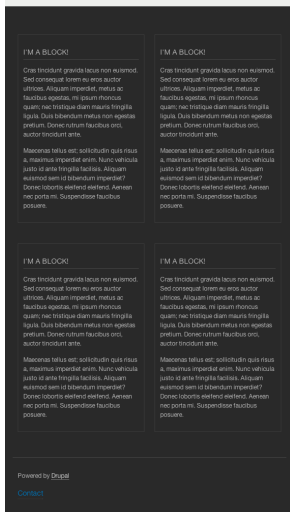 I'M A BLOCK!
Cras tincidunt gravida lacus non euismod.
Sed consequat lorem eu eros auctor
ultrices. Aliquam imperdiet, metus ac
faucibus egestas, mi ipsum rhoncus
quam; nec tristique diam mauris fringilla
ligula. Duis bibendum metus non egestas
pretium. Donec rutrum faucibus orci,
auctor tincidunt ante.
Maecenas tellus est; sollicitudin quis risus
a, maximus imperdiet enim. Nunc vehicula
justo id ante fringilla facilisis. Aliquam
euismod sem id bibendum imperdiet?
Donec lobortis eleifend eleifend. Aenean
nec porta mi. Suspendisse faucibus
posuere.
I'M A BLOCK!
Cras tincidunt gravida lacus non euismod.
Sed consequat lorem eu eros auctor
ultrices. Aliquam imperdiet, metus ac
faucibus egestas, mi ipsum rhoncus
quam; nec tristique diam mauris fringilla
ligula. Duis bibendum metus non egestas
pretium. Donec rutrum faucibus orci,
auctor tincidunt ante.
Maecenas tellus est; sollicitudin quis risus
a, maximus imperdiet enim. Nunc vehicula
justo id ante fringilla facilisis. Aliquam
euismod sem id bibendum imperdiet?
Donec lobortis eleifend eleifend. Aenean
nec porta mi. Suspendisse faucibus
posuere.
I'M A BLOCK!
Cras tincidunt gravida lacus non euismod.
Sed consequat lorem eu eros auctor
ultrices. Aliquam imperdiet, metus ac
faucibus egestas, mi ipsum rhoncus
quam; nec tristique diam mauris fringilla
ligula. Duis bibendum metus non egestas
pretium. Donec rutrum faucibus orci,
auctor tincidunt ante.
Maecenas tellus est; sollicitudin quis risus
a, maximus imperdiet enim. Nunc vehicula
justo id ante fringilla facilisis. Aliquam
euismod sem id bibendum imperdiet?
Donec lobortis eleifend eleifend. Aenean
nec porta mi. Suspendisse faucibus
posuere.
I'M A BLOCK!
Cras tincidunt gravida lacus non euismod.
Sed consequat lorem eu eros auctor
ultrices. Aliquam imperdiet, metus ac
faucibus egestas, mi ipsum rhoncus
quam; nec tristique diam mauris fringilla
ligula. Duis bibendum metus non egestas
pretium. Donec rutrum faucibus orci,
auctor tincidunt ante.
Maecenas tellus est; sollicitudin quis risus
a, maximus imperdiet enim. Nunc vehicula
justo id ante fringilla facilisis. Aliquam
euismod sem id bibendum imperdiet?
Donec lobortis eleifend eleifend. Aenean
nec porta mi. Suspendisse faucibus
posuere.
Powered by Drupal
Contact